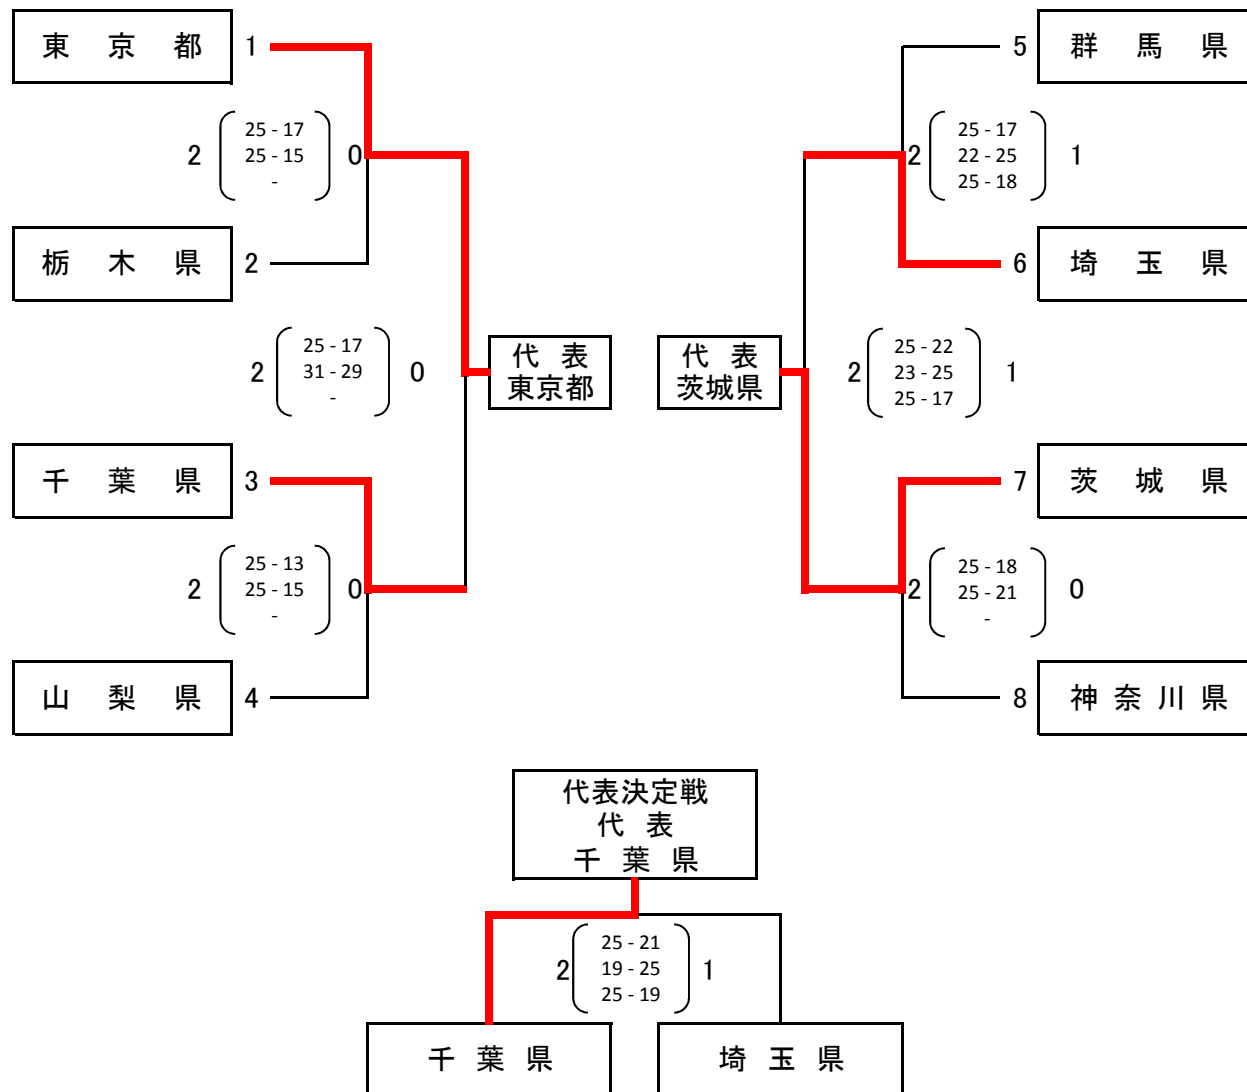 東京都 1
5 群馬県
2 25 - 17 0
25 - 15
-
2 25 - 17 1
22 - 25
25 - 18
栃木県 2
6 埼玉県
2 25 - 17 0
31 - 29
-
代表
東京都
代表
茨城県
2 25 - 22 1
23 - 25
25 - 17
千葉県 3
7 茨城県
2 25 - 13 0
25 - 15
-
2 25 - 18 0
25 - 21
-
山梨県 4
8 神奈川県
代表決定戦
代表
千葉県
2 25 - 21 1
19 - 25
25 - 19
千葉県
埼玉県